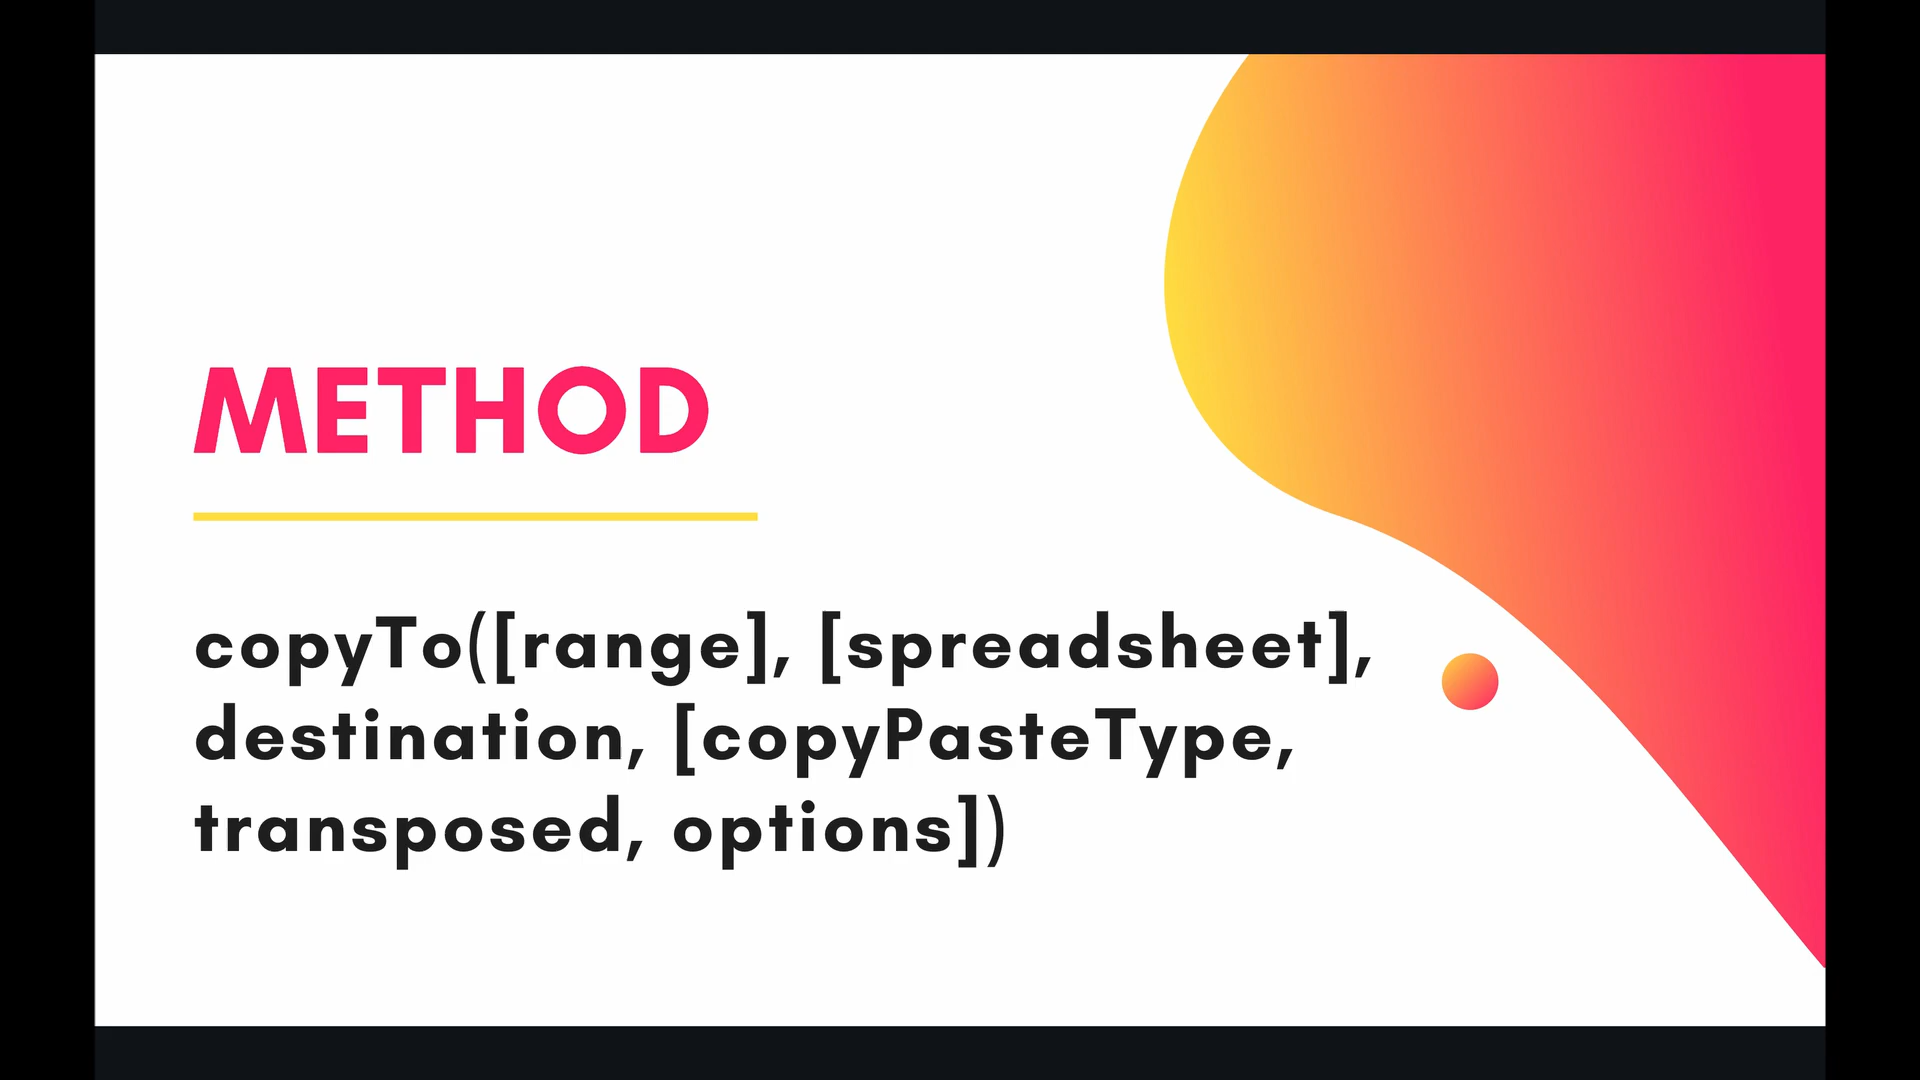 METHOD
copyTo([range], [spreadsheet],
destination, [copyPasteType,
transposed, options])